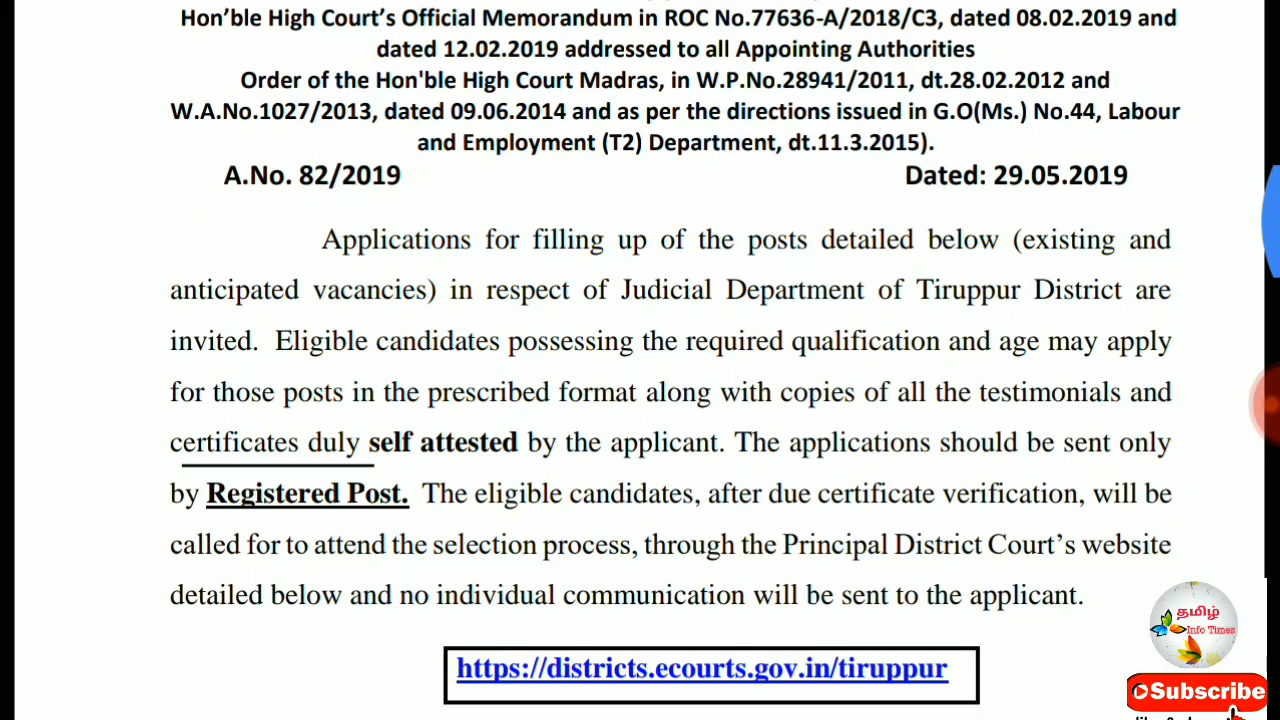 Hon’ble High Court’s Official Memorandum in ROC No.77636-A/2018/C3, dated 08.02.2019 and
dated 12.02.2019 addressed to all Appointing Authorities
Order of the Hon'ble High Court Madras, in W.P.No.28941/2011, dt.28.02.2012 and
W.A.No.1027/2013, dated 09.06.2014 and as per the directions issued in G.O(Ms.) No.44, Labour
and Employment (T2) Department, dt.11.3.2015).
A.No. 82/2019 Dated: 29.05.2019
Applications for filling up of the posts detailed below (existing and
anticipated vacancies) in respect of Judicial Department of Tiruppur District are
invited. Eligible candidates possessing the required qualification and age may apply
for those posts in the prescribed format along with copies of all the testimonials and
certificates duly self attested by the applicant. The applications should be sent only
by Registered Post. The eligible candidates, after due certificate verification, will be
called for to attend the selection process, through the Principal District Court’s website
detailed below and no individual communication will be sent to the applicant.
https://districts.ecourts.gov.in/tiruppur
தமிழ்
Info Times
Subscribe